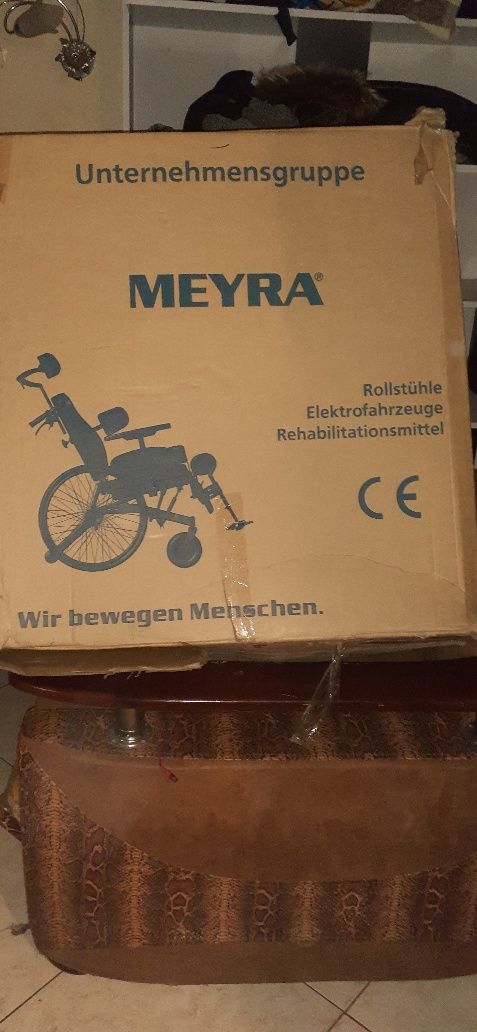 Unternehmensgruppe
MEYRA®
Rollstühle
Elektrofahrzeuge
Rehabilitationsmittel
CE
Wir bewegen Menschen.